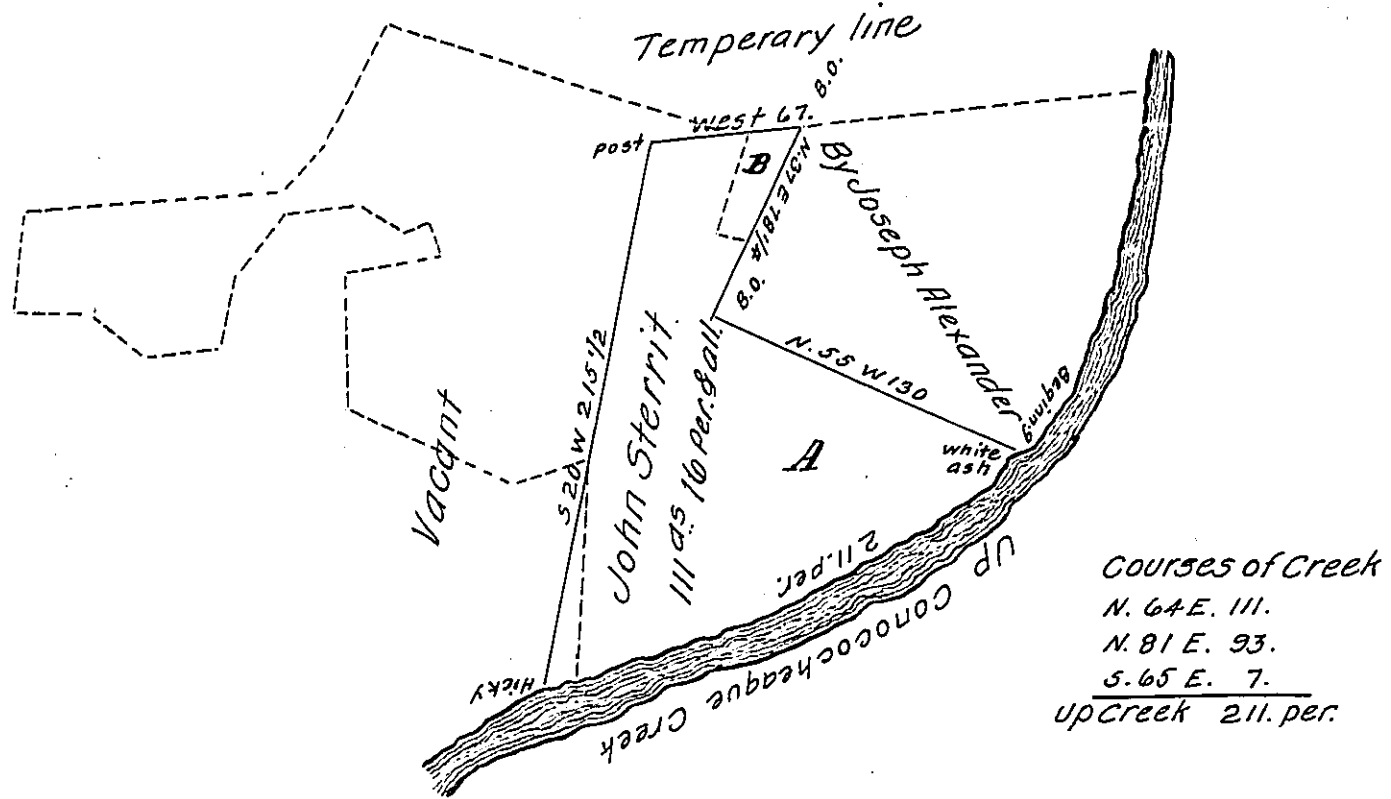 Temperary line
B.O.
West 67.
post
B
N. 37 E 78 1/4
B.O.
By Joseph Alexander
N. 55 W 130
Beginning
white
ash
A
S 20 W 215 1/2
John Sterrit
111 as 16 per. & all.
Vacant
211. per.
Up Conococheaque Creek
Hicky
Courses of Creek
N. 64 E. 111.
N. 81 E. 93.
S. 65 E. 7.
Up Creek 211. per.